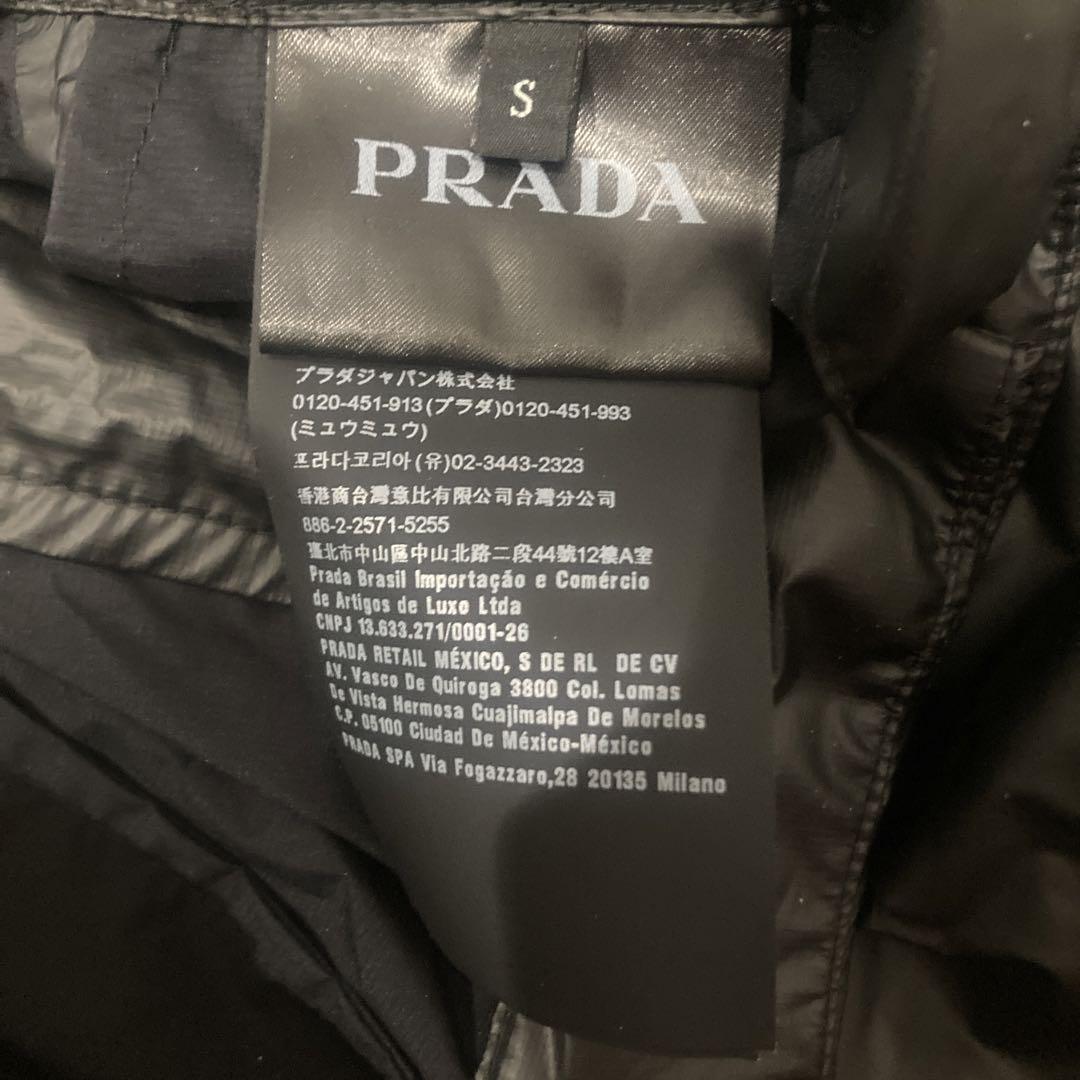 S
PRADA
プラダジャパン株式会社
0120-451-913(プラダ)0120-451-993
(ミュウミュウ)
프라다코리아(유)02-3443-2323
香港商台灣意比有限公司台灣分公司
886-2-2571-5255
臺北市中山區中山北路二段44號12樓A室
Prada Brasil Importação e Comércio
de Artigos de Luxo Ltda
CNPJ 13.633.271/0001-26
PRADA RETAIL MÉXICO, S DE RL DE CV
AV. Vasco De Quiroga 3800 Col. Lomas
De Vista Hermosa Cuajimalpa De Morelos
C.P. 05100 Ciudad De México-México
PRADA SPA Via Fogazzaro,28 20135 Milano